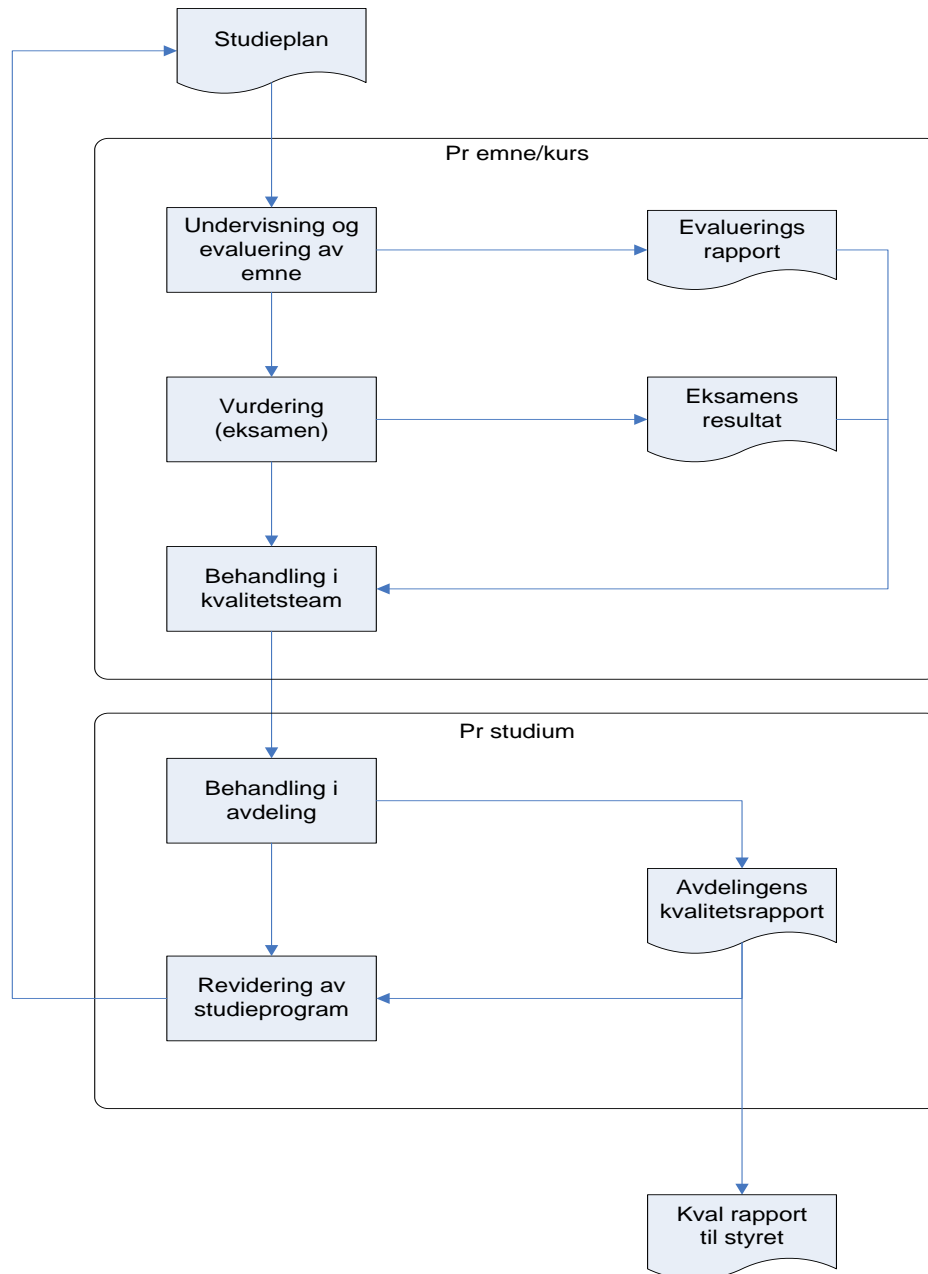 Studieplan
Pr emne/kurs
Undervisning og
evaluering av
emne
Evaluerings
rapport
Vurdering
(eksamen)
Eksamens
resultat
Behandling i
kvalitetsteam
Pr studium
Behandling i
avdeling
Avdelingens
kvalitetsrapport
Revidering av
studieprogram
Kval rapport
til styret